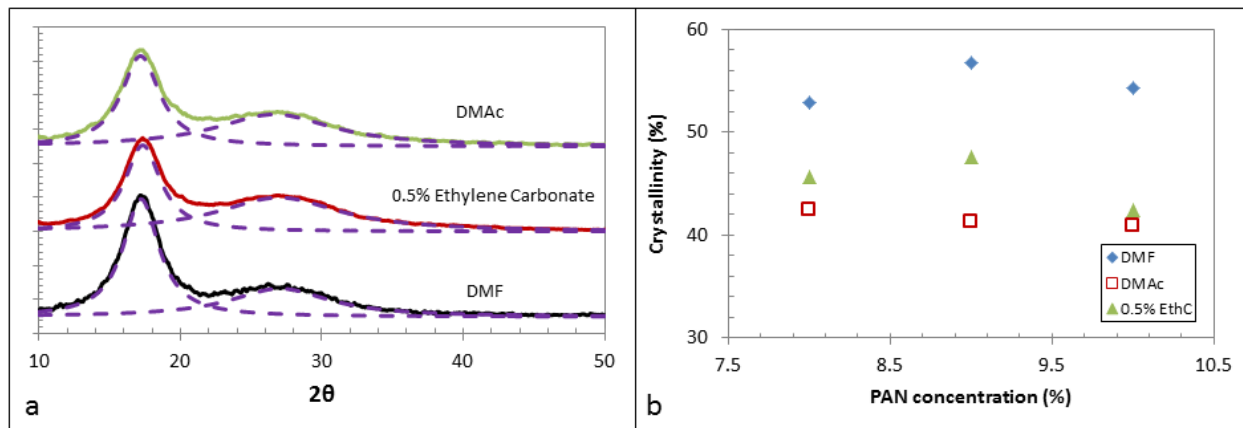 DMAc
0.5% Ethylene Carbonate
DMF
10 20 30 40 50
2θ
a
60
50
40
30
Crystallinity (%)
DMF
DMAc
0.5% EthC
7.5 8.5 9.5 10.5
PAN concentration (%)
b